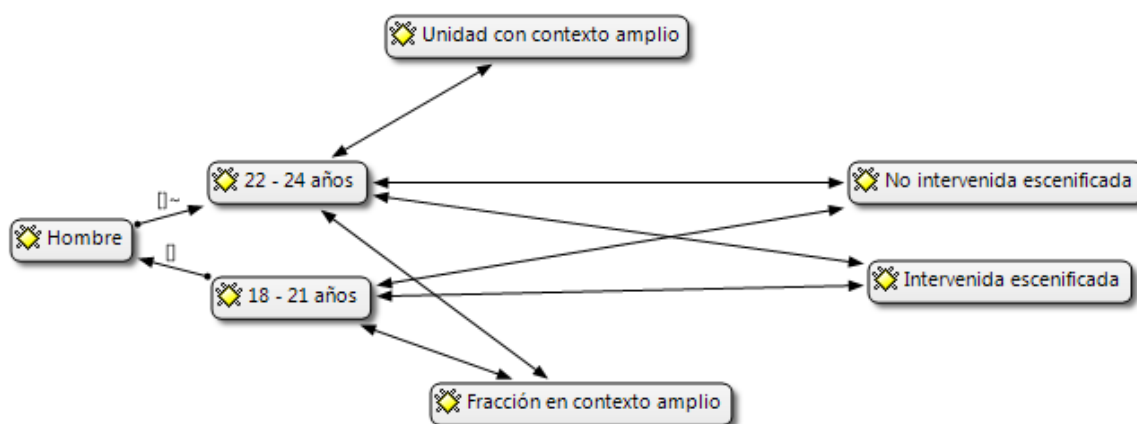 Unidad con contexto amplio
22 - 24 años
No intervenida escenificada
[]~
Hombre
[]
Intervenida escenificada
18 - 21 años
Fracción en contexto amplio